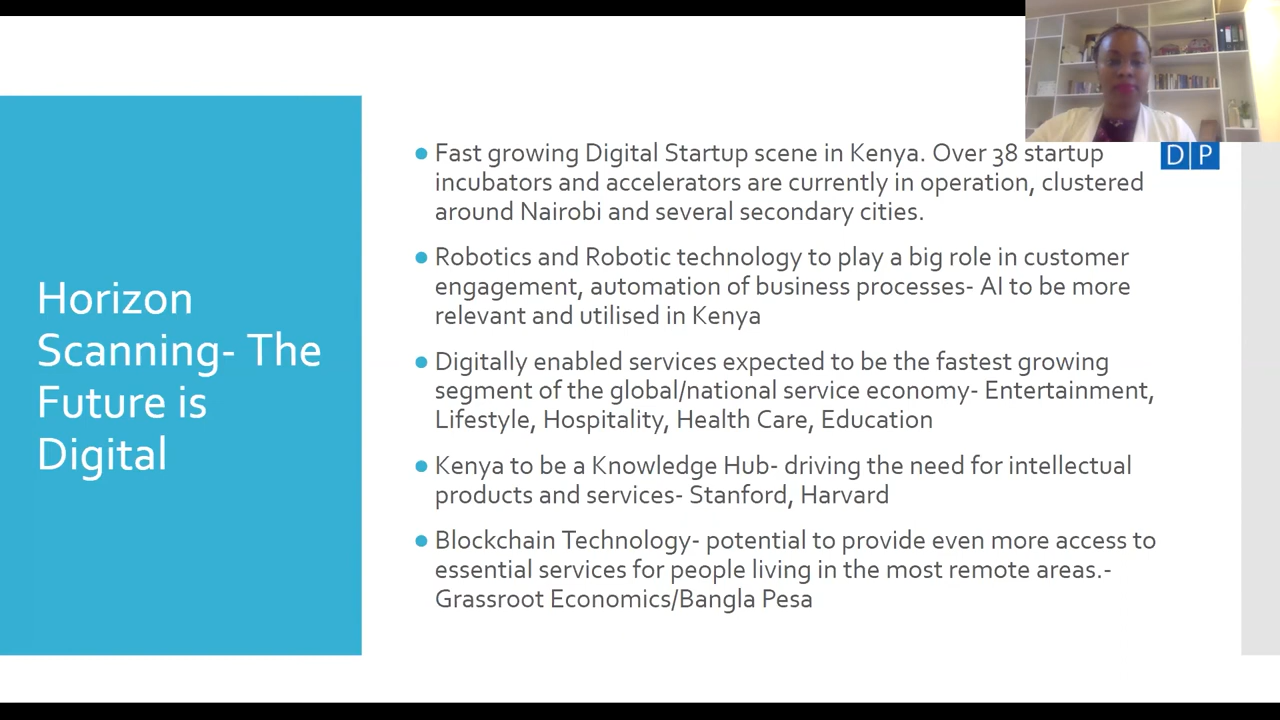 Horizon
Scanning- The
Future is
Digital
Fast growing Digital Startup scene in Kenya. Over 38 startup
incubators and accelerators are currently in operation, clustered
around Nairobi and several secondary cities.
Robotics and Robotic technology to play a big role in customer
engagement, automation of business processes- AI to be more
relevant and utilised in Kenya
Digitally enabled services expected to be the fastest growing
segment of the global/national service economy- Entertainment,
Lifestyle, Hospitality, Health Care, Education
Kenya to be a Knowledge Hub- driving the need for intellectual
products and services- Stanford, Harvard
Blockchain Technology- potential to provide even more access to
essential services for people living in the most remote areas.-
Grassroot Economics/Bangla Pesa
D|P